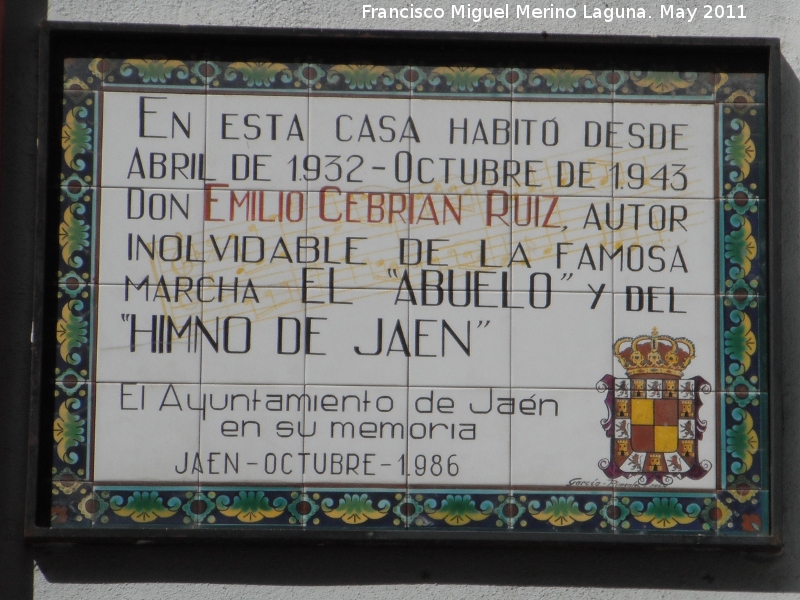 Francisco Miguel Merino Laguna. May 2011
EN ESTA CASA HABITÓ DESDE
ABRIL DE 1.932-OCTUBRE DE 1.943
DON EMILIO CEBRIAN RUIZ, AUTOR
INOLVIDABLE DE LA FAMOSA
MARCHA EL "ABUELO" Y DEL
"HIMNO DE JAEN"
El Ayuntamiento de Jaén
en su memoria
JAEN-OCTUBRE-1.986